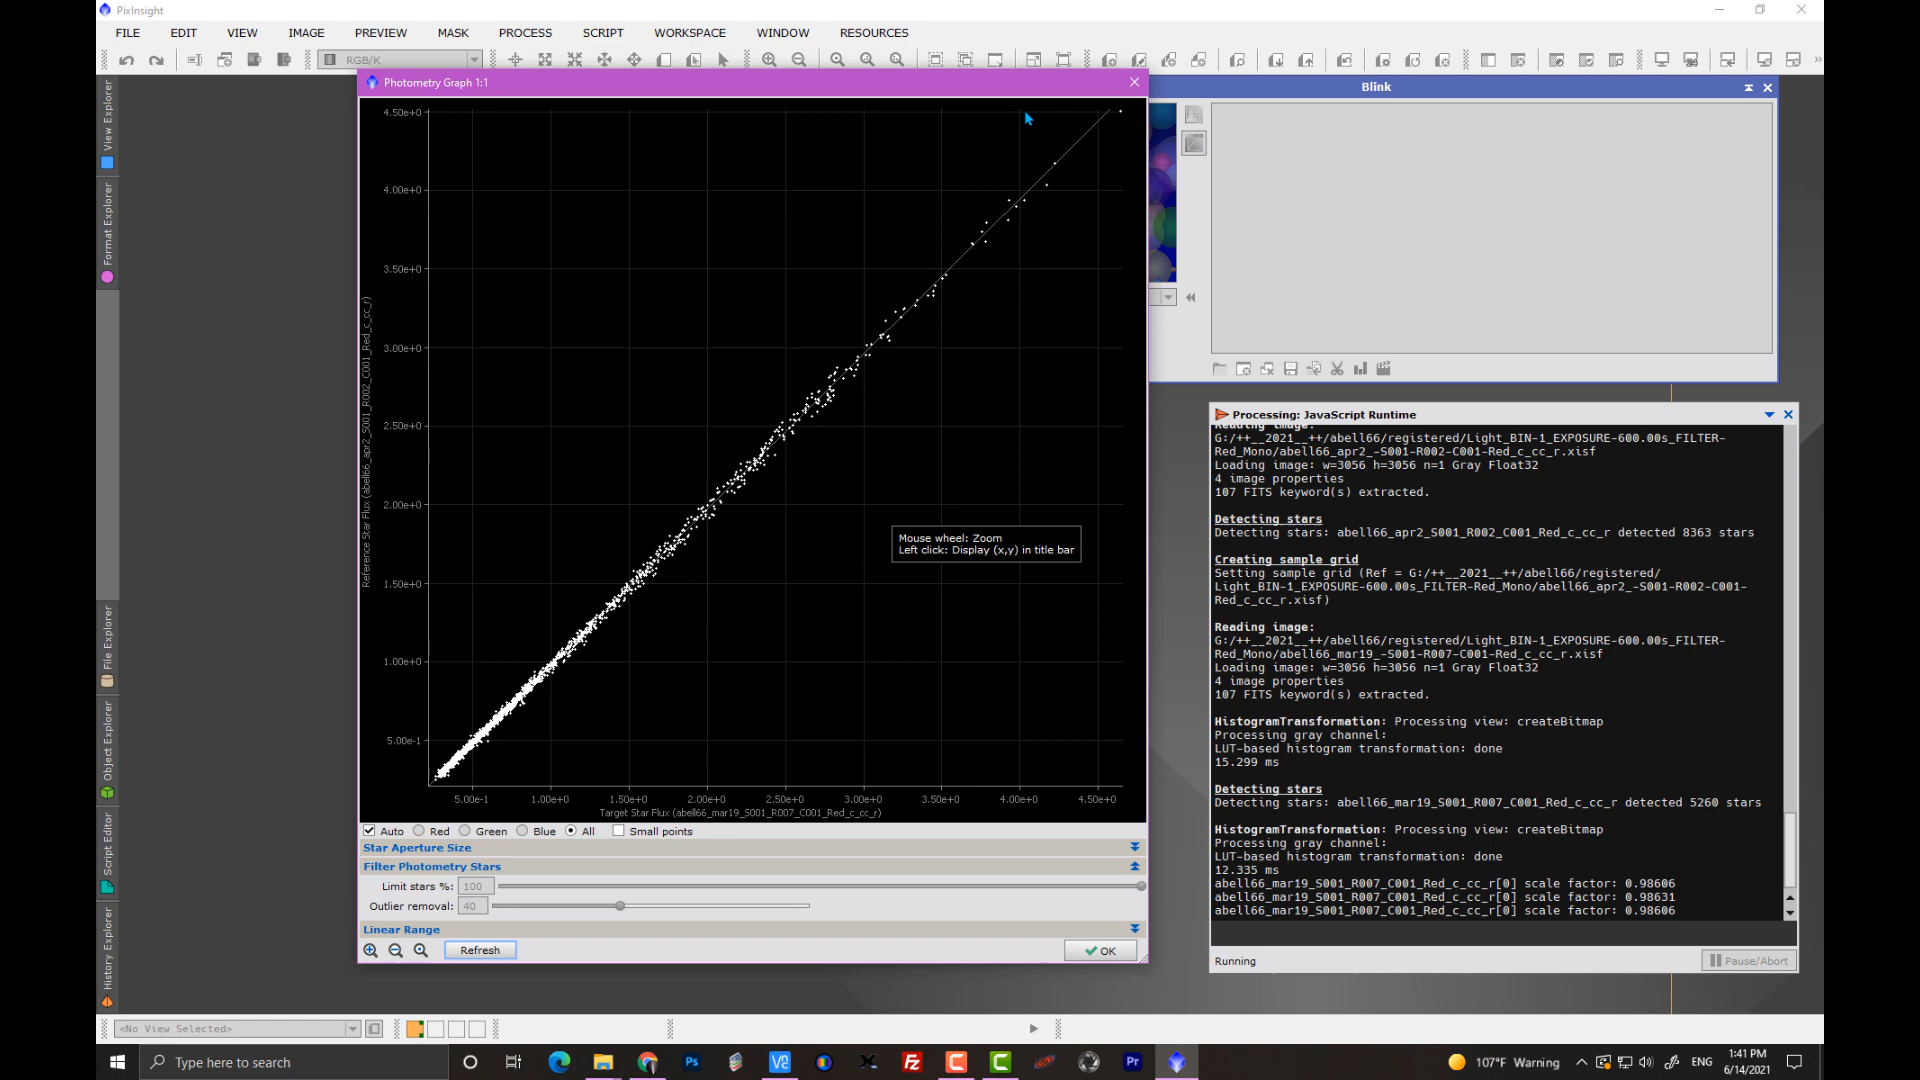 PixInsight
FILE EDIT VIEW IMAGE PREVIEW MASK PROCESS SCRIPT WORKSPACE WINDOW RESOURCES
RGB/K
Photometry Graph 1:1
Blink
View Explorer
Format Explorer
File Explorer
Object Explorer
Script Editor
History Explorer
4.50e+0
4.00e+0
3.50e+0
3.00e+0
2.50e+0
2.00e+0
1.50e+0
1.00e+0
5.00e-1
Reference Star Flux (abell66_apr2_S001_R002_C001_Red_c_cc_r)
Mouse wheel: Zoom
Left click: Display (x,y) in title bar
5.00e-1 1.00e+0 1.50e+0 2.00e+0 2.50e+0 3.00e+0 3.50e+0 4.00e+0 4.50e+0
Target Star Flux (abell66_mar19_S001_R007_C001_Red_c_cc_r)
Auto Red Green Blue All Small points
Star Aperture Size
Filter Photometry Stars
Limit stars %: 100
Outlier removal: 40
Linear Range
Refresh OK
Processing: JavaScript Runtime
Reading image:
G:/++__2021__++/abell66/registered/Light_BIN-1_EXPOSURE-600.00s_FILTER-
Red_Mono/abell66_apr2_-S001-R002-C001-Red_c_cc_r.xisf
Loading image: w=3056 h=3056 n=1 Gray Float32
4 image properties
107 FITS keyword(s) extracted.
Detecting stars
Detecting stars: abell66_apr2_S001_R002_C001_Red_c_cc_r detected 8363 stars
Creating sample grid
Setting sample grid (Ref = G:/++__2021__++/abell66/registered/
Light_BIN-1_EXPOSURE-600.00s_FILTER-Red_Mono/abell66_apr2_-S001-R002-C001-
Red_c_cc_r.xisf)
Reading image:
G:/++__2021__++/abell66/registered/Light_BIN-1_EXPOSURE-600.00s_FILTER-
Red_Mono/abell66_mar19_-S001-R007-C001-Red_c_cc_r.xisf
Loading image: w=3056 h=3056 n=1 Gray Float32
4 image properties
107 FITS keyword(s) extracted.
HistogramTransformation: Processing view: createBitmap
Processing gray channel:
LUT-based histogram transformation: done
15.299 ms
Detecting stars
Detecting stars: abell66_mar19_S001_R007_C001_Red_c_cc_r detected 5260 stars
HistogramTransformation: Processing view: createBitmap
Processing gray channel:
LUT-based histogram transformation: done
12.335 ms
abell66_mar19_S001_R007_C001_Red_c_cc_r[0] scale factor: 0.98606
abell66_mar19_S001_R007_C001_Red_c_cc_r[0] scale factor: 0.98631
abell66_mar19_S001_R007_C001_Red_c_cc_r[0] scale factor: 0.98606
Running Pause/Abort
<No View Selected>
Type here to search
Ps
Fz
Pr
107°F Warning
ENG
1:41 PM
6/14/2021